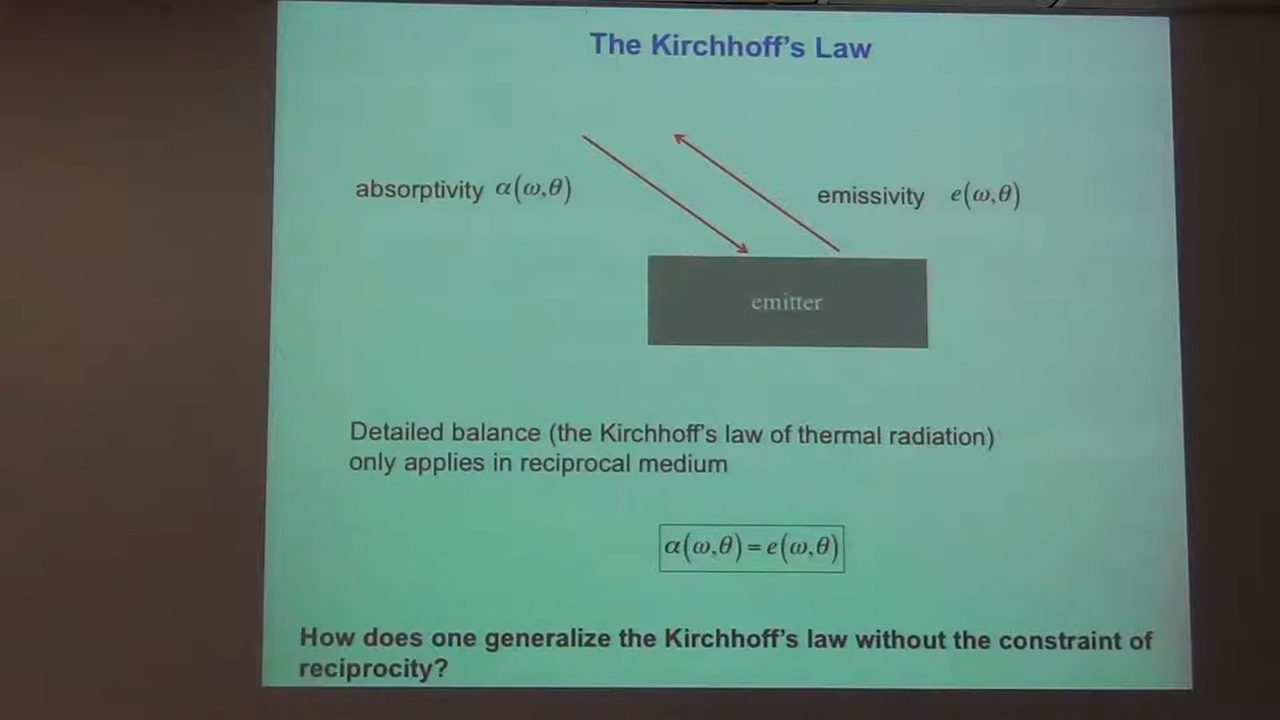 The Kirchhoff's Law
absorptivity α(ω,θ)
emissivity e(ω,θ)
emitter
Detailed balance (the Kirchhoff's law of thermal radiation)
only applies in reciprocal medium
α(ω,θ)=e(ω,θ)
How does one generalize the Kirchhoff's law without the constraint of
reciprocity?